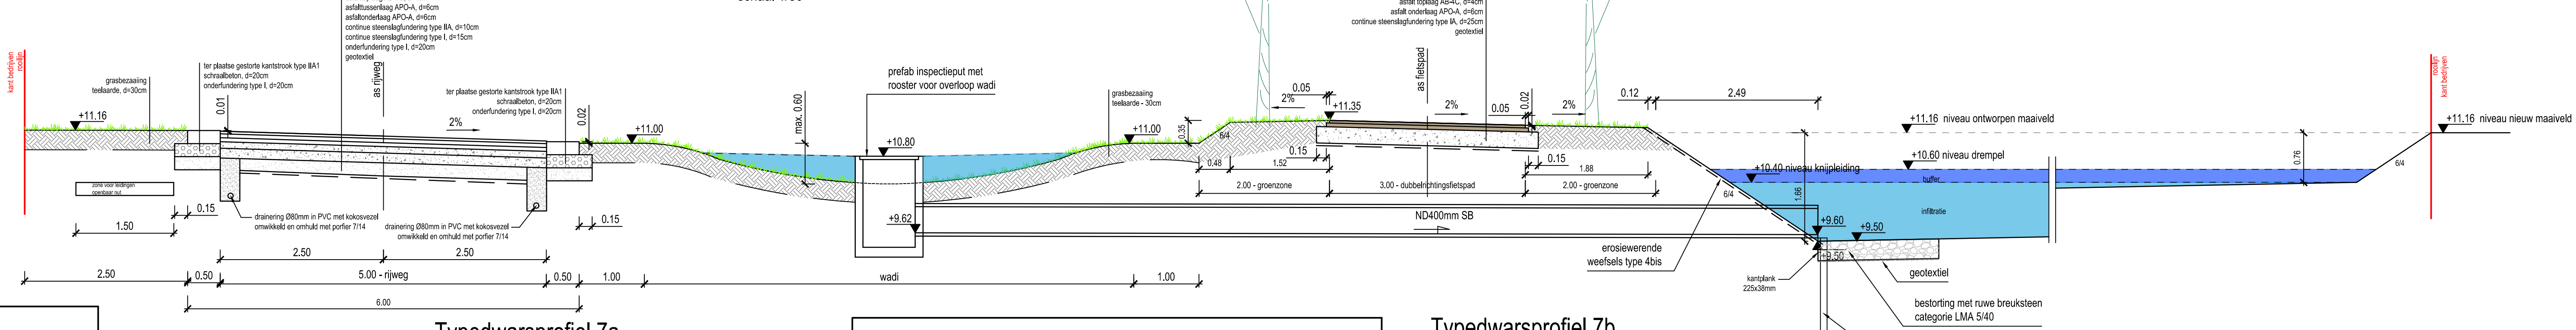 asfalttussenlaag APO-A, d=6cm
asfaltonderlaag APO-A, d=6cm
continue steenslagfundering type IIA, d=10cm
continue steenslagfundering type I, d=15cm
onderfundering type I, d=20cm
geotextiel
kant bedrijven
rooilijn
grasbezaaiing
teelaarde, d=30cm
ter plaatse gestorte kantstrook type IIA1
schraalbeton, d=20cm
onderfundering type I, d=20cm
0.01
as rijweg
2%
ter plaatse gestorte kantstrook type IIA1
schraalbeton, d=20cm
onderfundering type I, d=20cm
0.02
+11.16
+11.00
max. 0.60
prefab inspectieput met
rooster voor overloop wadi
+10.80
grasbezaaiing
teelaarde - 30cm
+11.00
0.35
6/4
asfalt toplaag AB-4C, d=4cm
asfalt onderlaag APO-A, d=6cm
continue steenslagfundering type IA, d=25cm
geotextiel
as fietspad
0.05
2%
+11.35
2%
0.05
0.02
2%
0.12
2.49
+11.16 niveau ontworpen maaiveld
+10.60 niveau drempel
+10.40 niveau knijpleiding
buffer
infiltratie
0.76
6/4
rooilijn
kant bedrijven
+11.16 niveau nieuw maaiveld
zone voor leidingen
openbaar nut
0.15
1.50
drainering Ø80mm in PVC met kokosvezel
omwikkeld en omhuld met porfier 7/14
drainering Ø80mm in PVC met kokosvezel
omwikkeld en omhuld met porfier 7/14
0.15
+9.62
0.48
1.52
0.15
0.15
1.88
2.00 - groenzone
3.00 - dubbelrichtingsfietspad
2.00 - groenzone
ND400mm SB
6/4
1.66
+9.60
+9.50
+9.50
erosiewerende
weefsels type 4bis
kantplank
225x38mm
geotextiel
bestorting met ruwe breuksteen
categorie LMA 5/40
2.50
2.50
2.50
0.50
5.00 - rijweg
0.50
1.00
wadi
1.00
6.00
Typedwarsprofiel 7a
Typedwarsprofiel 7b